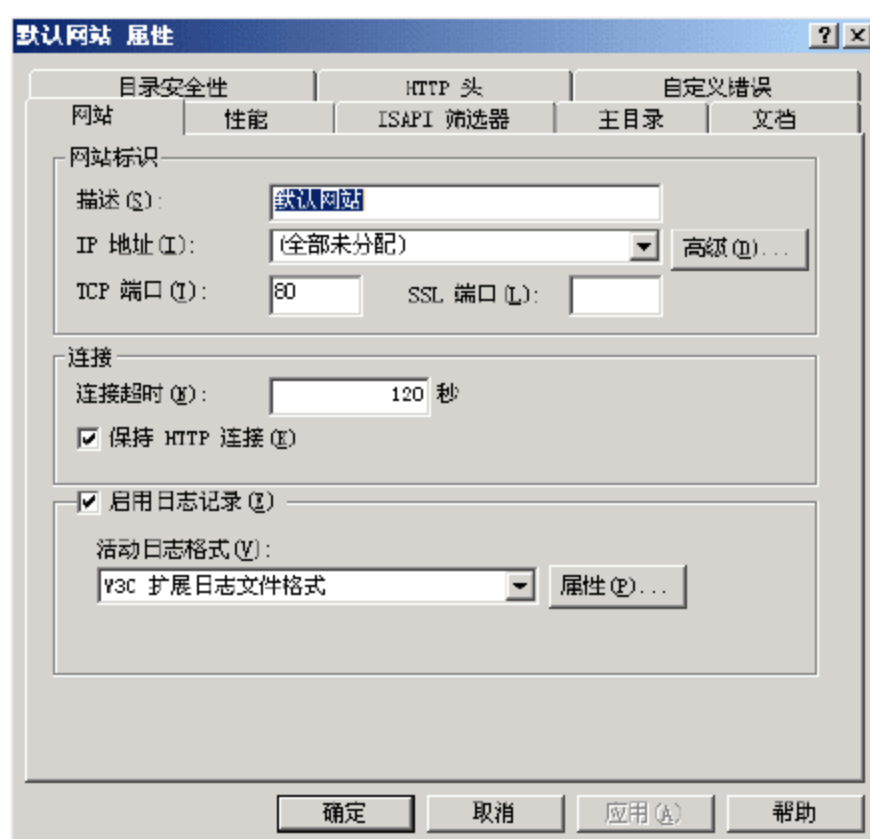 默认网站 属性
目录安全性 HTTP 头 自定义错误
网站 性能 ISAPI 筛选器 主目录 文档
网站标识
描述(S): 默认网站
IP 地址(I): (全部未分配) 高级(D)...
TCP 端口(T): 80 SSL 端口(L):
连接
连接超时(N): 120 秒
保持 HTTP 连接(K)
启用日志记录(E)
活动日志格式(V):
W3C 扩展日志文件格式 属性(P)...
确定 取消 应用(A) 帮助